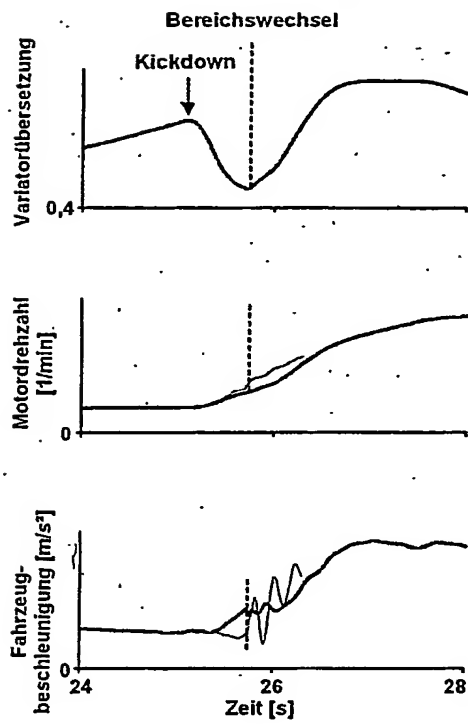 Bereichswechsel
Kickdown
Variatorübersetzung
0,4
Motordrehzahl
[1/min]
0
Fahrzeug-
beschleunigung [m/s²]
0
24
26
28
Zeit [s]